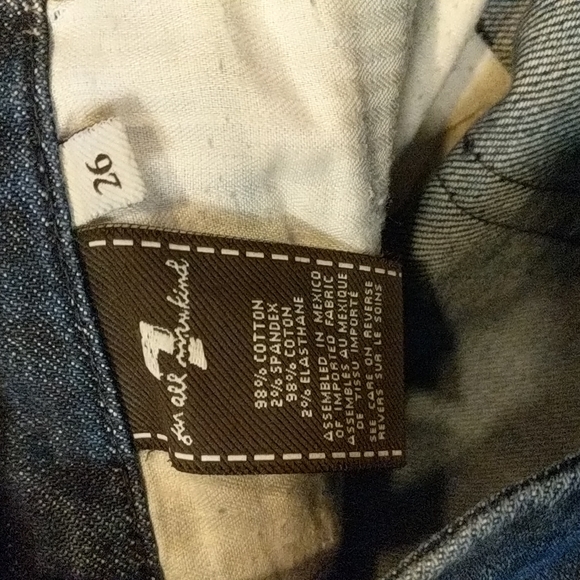 26
7
for all mankind
98% COTTON
2% SPANDEX
98% COTON
2% ELASTHANE
ASSEMBLED IN MEXICO
OF IMPORTED FABRIC
ASSEMBLÉS AU MEXIQUE
DE TISSU IMPORTÉ
SEE CARE ON REVERSE
REVERS SUR LE SOINS